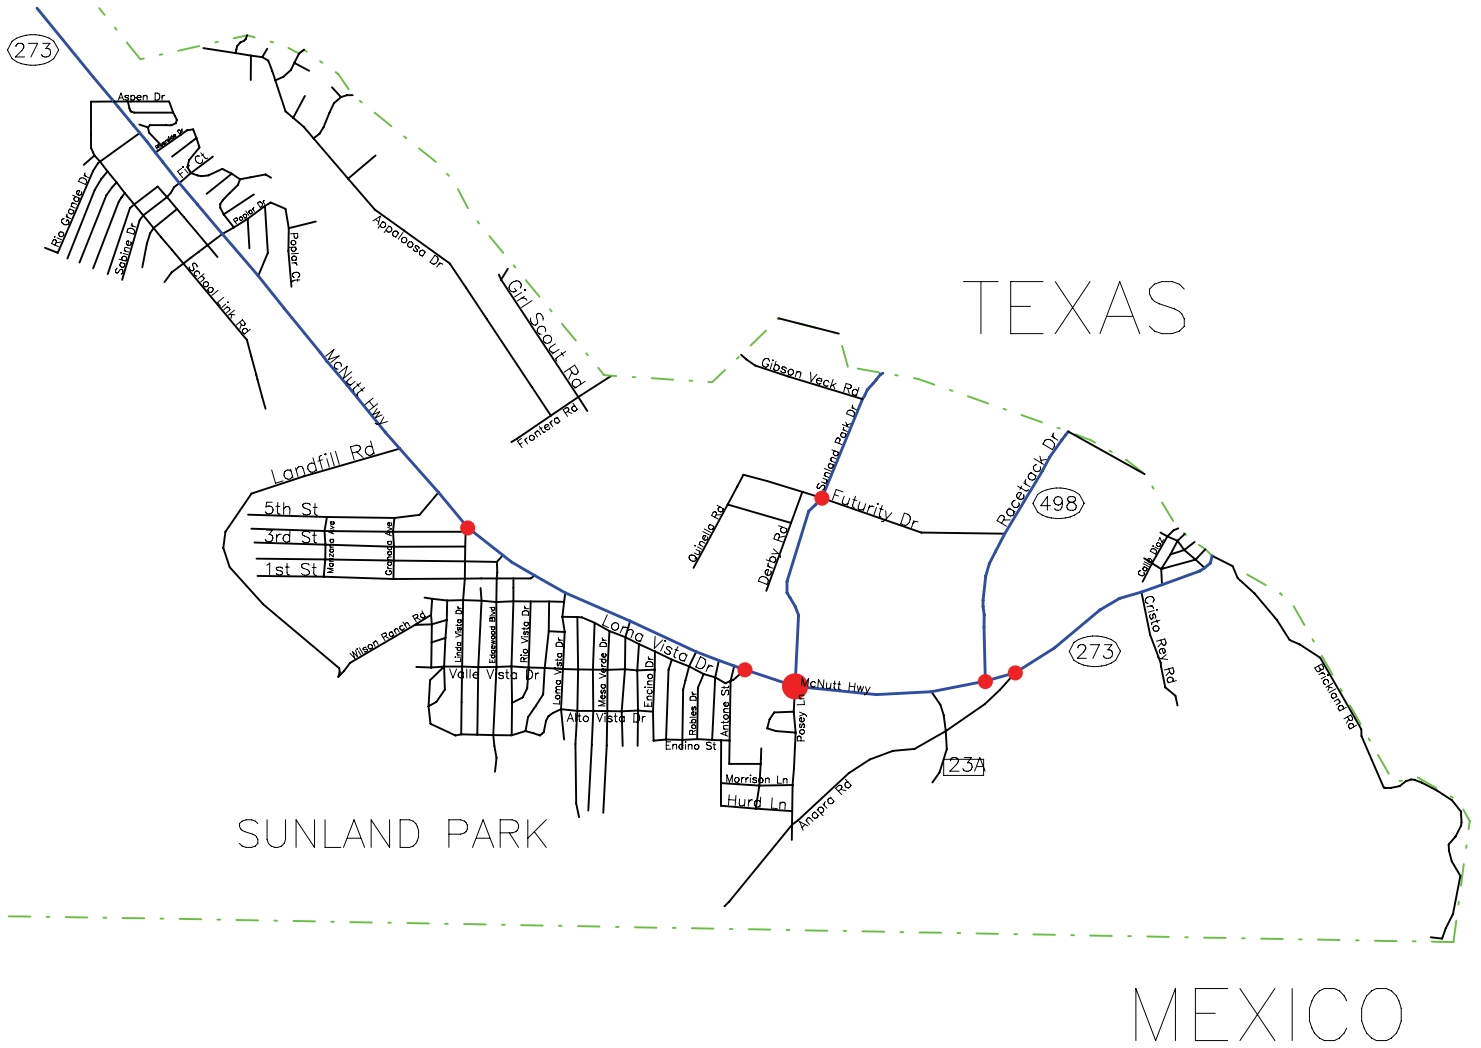 273
Aspen Dr
Riverside Dr
Fir Ct
Rio Grande Dr
Poplar Dr
Sabine Dr
Poplar Ct
Appaloosa Dr
School Link Rd
Girl Scout Rd
TEXAS
McNutt Hwy
Gibson Veck Rd
Frontera Rd
Sunland Park Dr
Landfill Rd
Racetrack Dr
498
5th St
Futurity Dr
Quinella Rd
3rd St
Manzana Ave
Granada Ave
Derby Rd
Calle Diaz
1st St
Cristo Rey Rd
Wilson Ranch Rd
Linda Vista Dr
Edgewood Blvd
Rio Vista Dr
Loma Vista Dr
273
Valle Vista Dr
Loma Vista Dr
Mesa Verde Dr
Encino Dr
Robles Dr
Antone St
McNutt Hwy
Posey Ln
Brickland Rd
Alto Vista Dr
Encino St
23A
Morrison Ln
Hurd Ln
Anapra Rd
SUNLAND PARK
MEXICO